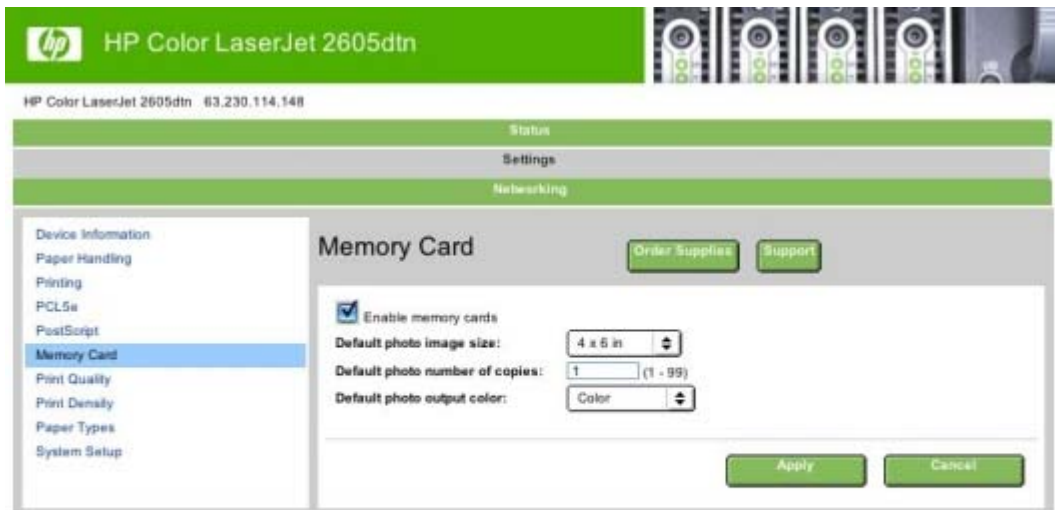 hp HP Color LaserJet 2605dtn
HP Color LaserJet 2605dtn 63.230.114.148
Status
Settings
Networking
Device Information
Paper Handling
Printing
PCL5e
PostScript
Memory Card
Print Quality
Print Density
Paper Types
System Setup
Memory Card
Order Supplies Support
Enable memory cards
Default photo image size: 4 x 6 in
Default photo number of copies: 1 (1 - 99)
Default photo output color: Color
Apply Cancel